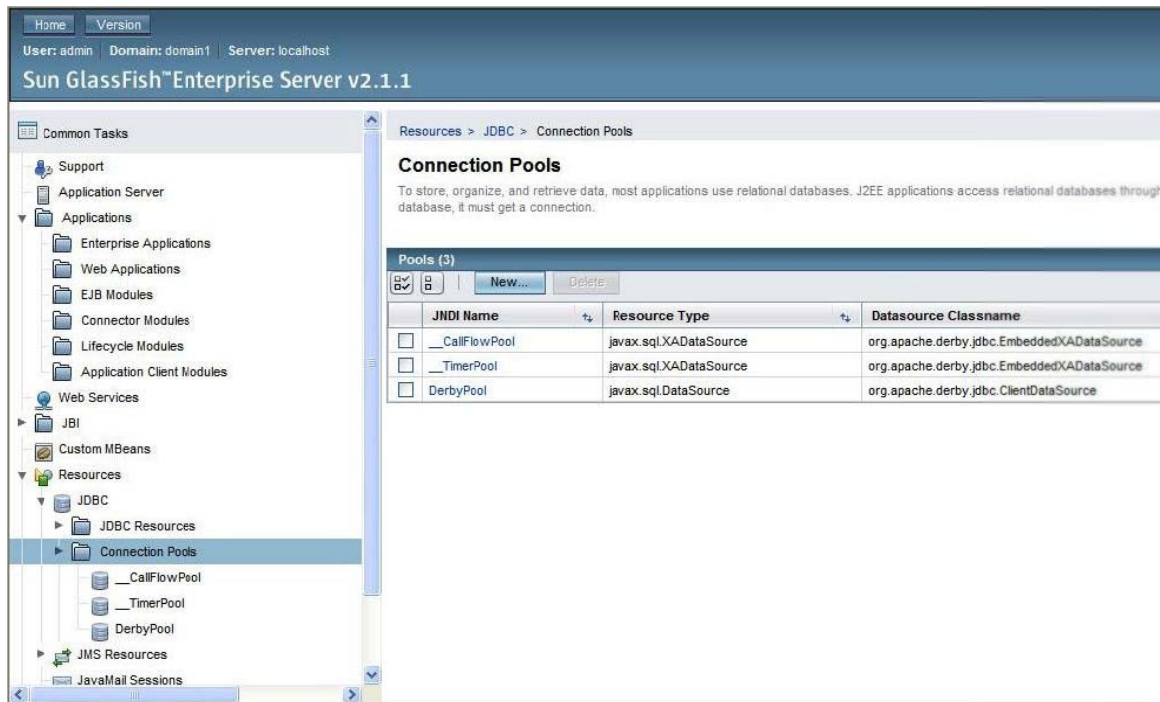 Home Version
User: admin Domain: domain1 Server: localhost
Sun GlassFish™Enterprise Server v2.1.1
Common Tasks
Support
Application Server
Applications
Enterprise Applications
Web Applications
EJB Modules
Connector Modules
Lifecycle Modules
Application Client Modules
Web Services
JBI
Custom MBeans
Resources
JDBC
JDBC Resources
Connection Pools
__CallFlowPool
__TimerPool
DerbyPool
JMS Resources
JavaMail Sessions
Resources > JDBC > Connection Pools
Connection Pools
To store, organize, and retrieve data, most applications use relational databases. J2EE applications access relational databases through
database, it must get a connection.
Pools (3)
New... Delete
JNDI Name Resource Type Datasource Classname
__CallFlowPool javax.sql.XADataSource org.apache.derby.jdbc.EmbeddedXADataSource
__TimerPool javax.sql.XADataSource org.apache.derby.jdbc.EmbeddedXADataSource
DerbyPool javax.sql.DataSource org.apache.derby.jdbc.ClientDataSource